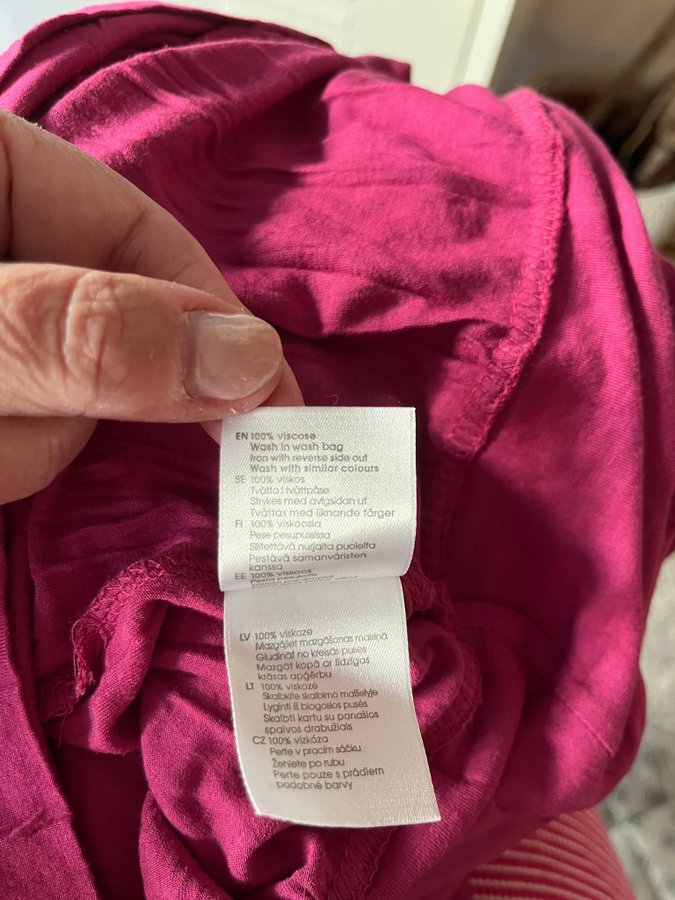 EN 100% viscose
Wash in wash bag
Iron with reverse side out
Wash with similar colours
SE 100% viskos
Tvätta i tvättpåse
Strykes med avigsidan ut
Tvättas med liknande färger
FI 100% viskoosia
Pese pesupussissa
Silitettävä nurjalta puolelta
Pestävä samanväristen
kanssa
EE 100% viskoos
Pesta pesukotis
LV 100% viskoze
Mazgājiet mazgāšanas maisiņā
Gludināt no kreisās puses
Mazgāt kopā ar līdzīgas
krāsas apģērbu
LT 100% viskozė
Skalbkite skalbimo maišelyje
Lyginti iš blogosios pusės
Skalbti kartu su panašios
spalvos drabužiais
CZ 100% vizkóza
Perte v pracím sáčku
Žehlete po rubu
Perte pouze s prádlem
podobné barvy